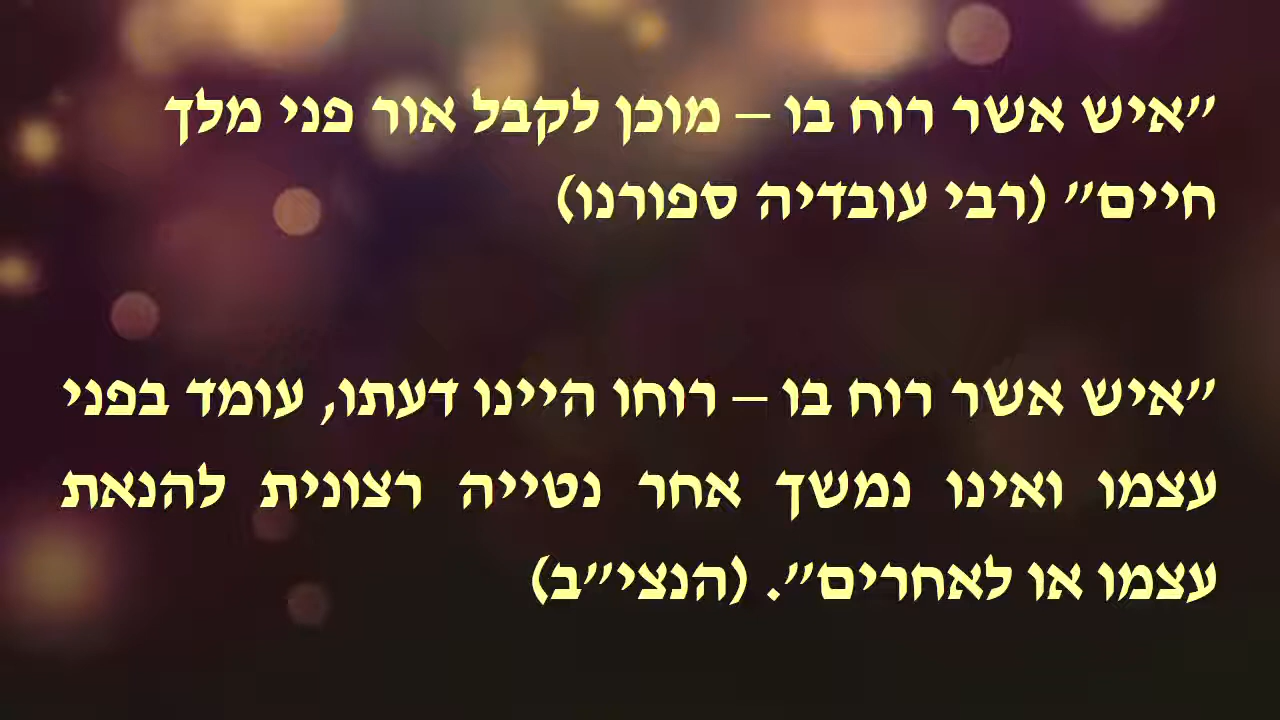 ״איש אשר רוח בו – מוכן לקבל אור פני מלך
חיים״ (רבי עובדיה ספורנו)
״איש אשר רוח בו – רוחו היינו דעתו, עומד בפני
עצמו ואינו נמשך אחר נטייה רצונית להנאת
עצמו או לאחרים״. (הנצי״ב)